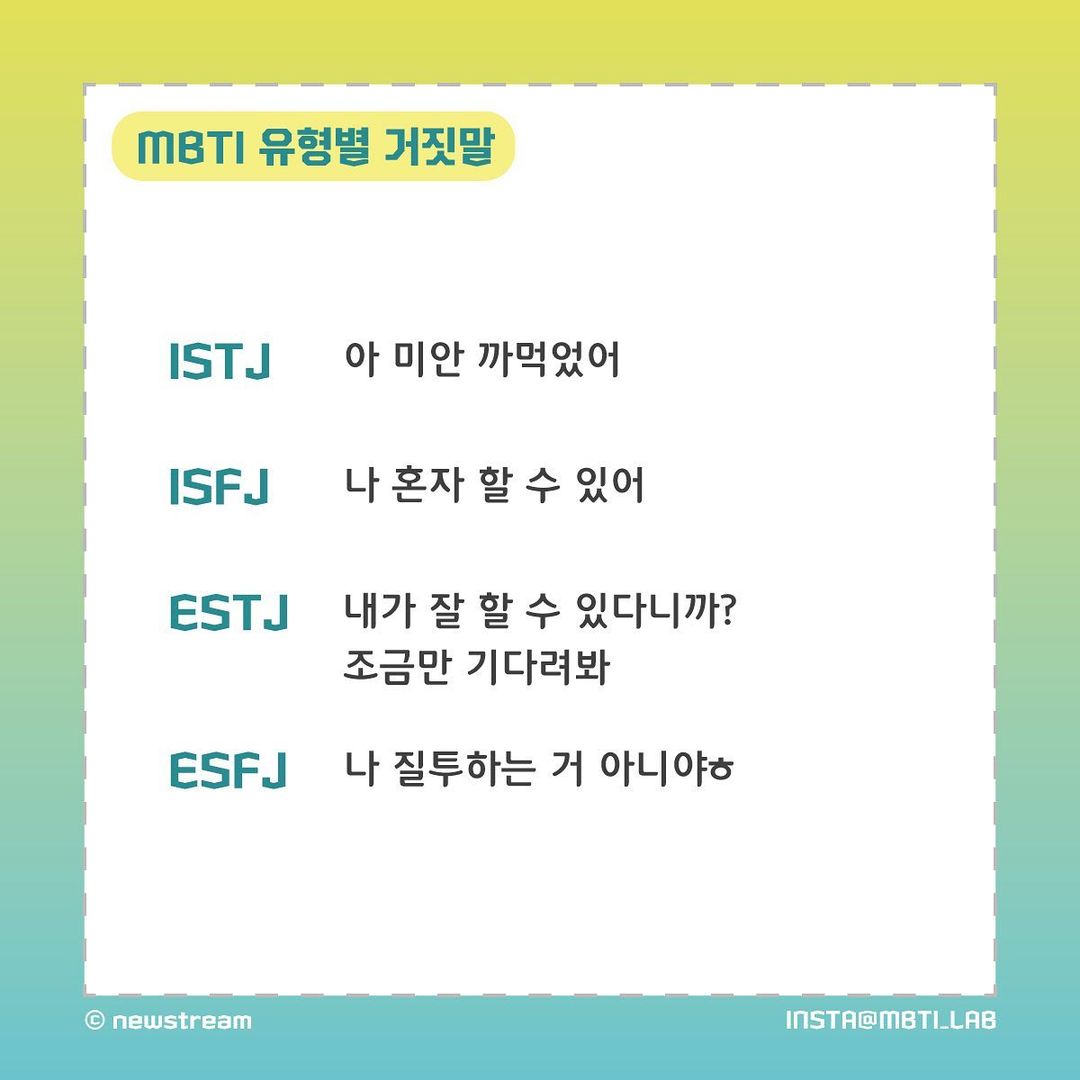 MBTI 유형별 거짓말
ISTJ 아 미안 까먹었어
ISFJ 나 혼자 할 수 있어
ESTJ 내가 잘 할 수 있다니까?
조금만 기다려봐
ESFJ 나 질투하는 거 아니야ㅎ
© newstream
INSTA@MBTI_LAB